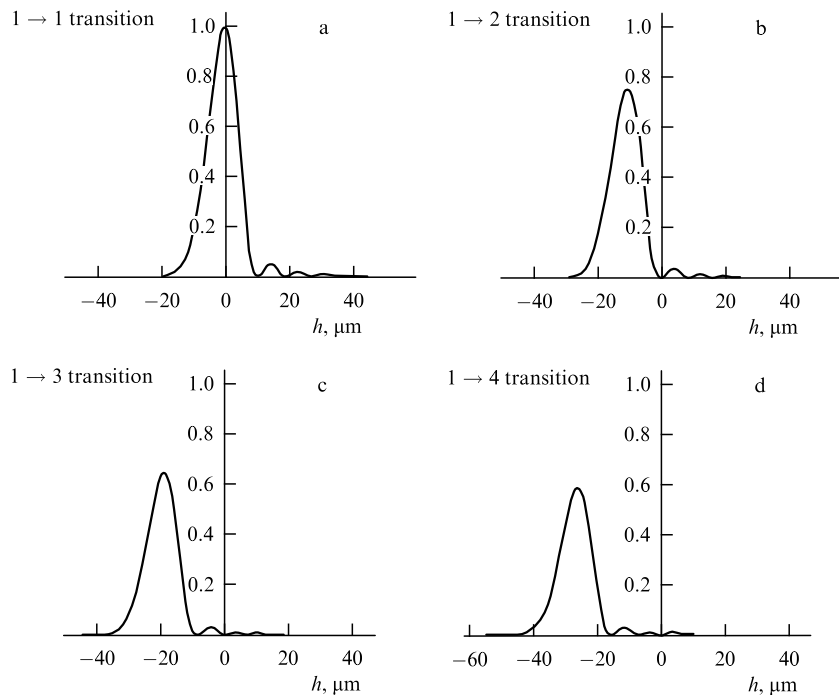 1 → 1 transition
a
1.0
0.8
0.6
0.4
0.2
−40 −20 0 20 40
h, μm
1 → 2 transition
b
1.0
0.8
0.6
0.4
0.2
−40 −20 0 20 40
h, μm
1 → 3 transition
c
1.0
0.8
0.6
0.4
0.2
−40 −20 0 20 40
h, μm
1 → 4 transition
d
1.0
0.8
0.6
0.4
0.2
−60 −40 −20 0 20 40
h, μm